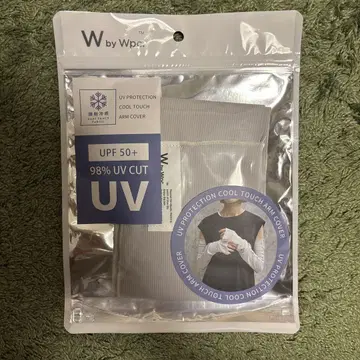 W by Wpc.
TM
UV PROTECTION
COOL TOUCH
ARM COVER
UPF 50+
98% UV CUT
UV
UV PROTECTION COOL TOUCH ARM COVER
UV PROTECTION COOL TOUCH ARM COVER